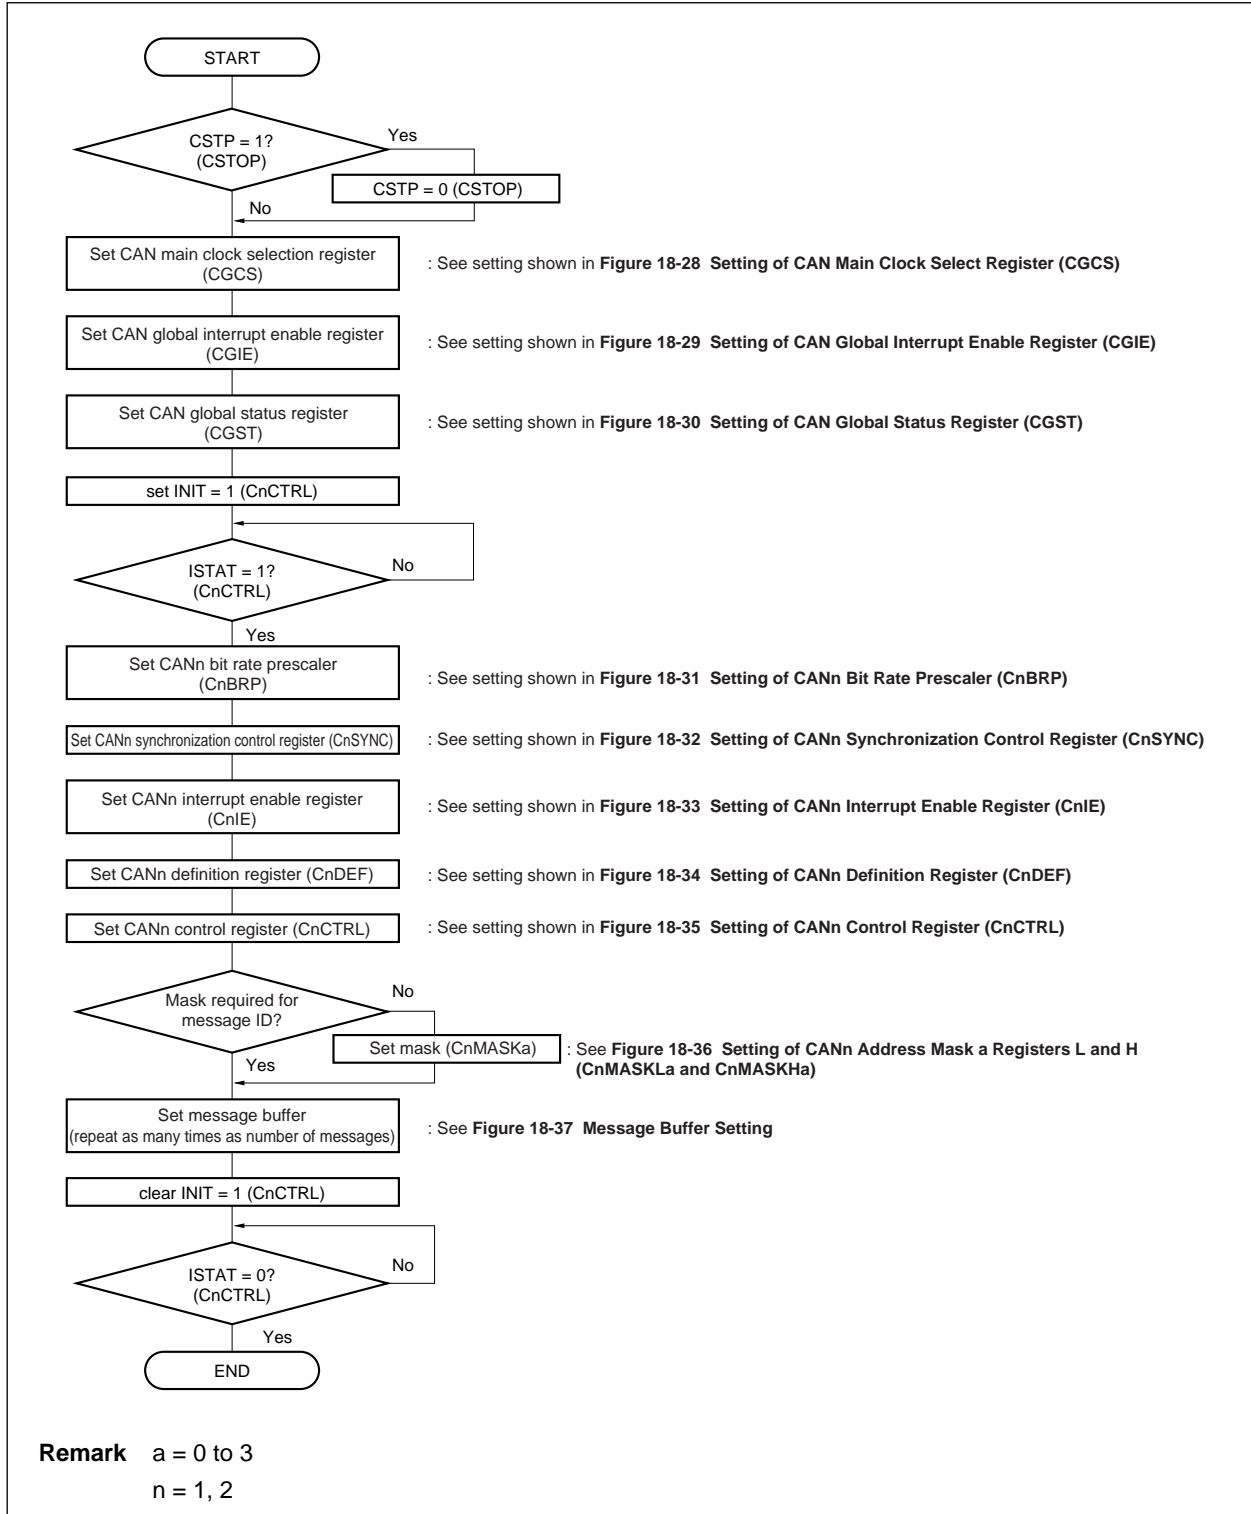 START
CSTP = 1?
(CSTOP)
Yes
CSTP = 0 (CSTOP)
No
Set CAN main clock selection register
(CGCS)
: See setting shown in Figure 18-28 Setting of CAN Main Clock Select Register (CGCS)
Set CAN global interrupt enable register
(CGIE)
: See setting shown in Figure 18-29 Setting of CAN Global Interrupt Enable Register (CGIE)
Set CAN global status register
(CGST)
: See setting shown in Figure 18-30 Setting of CAN Global Status Register (CGST)
set INIT = 1 (CnCTRL)
ISTAT = 1?
(CnCTRL)
No
Yes
Set CANn bit rate prescaler
(CnBRP)
: See setting shown in Figure 18-31 Setting of CANn Bit Rate Prescaler (CnBRP)
Set CANn synchronization control register (CnSYNC)
: See setting shown in Figure 18-32 Setting of CANn Synchronization Control Register (CnSYNC)
Set CANn interrupt enable register
(CnIE)
: See setting shown in Figure 18-33 Setting of CANn Interrupt Enable Register (CnIE)
Set CANn definition register (CnDEF)
: See setting shown in Figure 18-34 Setting of CANn Definition Register (CnDEF)
Set CANn control register (CnCTRL)
: See setting shown in Figure 18-35 Setting of CANn Control Register (CnCTRL)
Mask required for
message ID?
No
Set mask (CnMASKa)
: See Figure 18-36 Setting of CANn Address Mask a Registers L and H
(CnMASKLa and CnMASKHa)
Yes
Set message buffer
(repeat as many times as number of messages)
: See Figure 18-37 Message Buffer Setting
clear INIT = 1 (CnCTRL)
ISTAT = 0?
(CnCTRL)
No
Yes
END
Remark a = 0 to 3
n = 1, 2